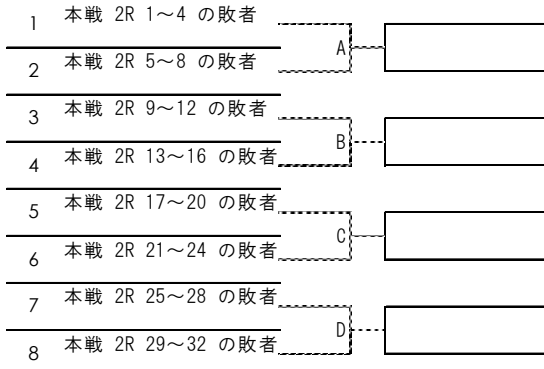 1 本戦 2R 1～4 の敗者
A
2 本戦 2R 5～8 の敗者
3 本戦 2R 9～12 の敗者
B
4 本戦 2R 13～16 の敗者
5 本戦 2R 17～20 の敗者
C
6 本戦 2R 21～24 の敗者
7 本戦 2R 25～28 の敗者
D
8 本戦 2R 29～32 の敗者